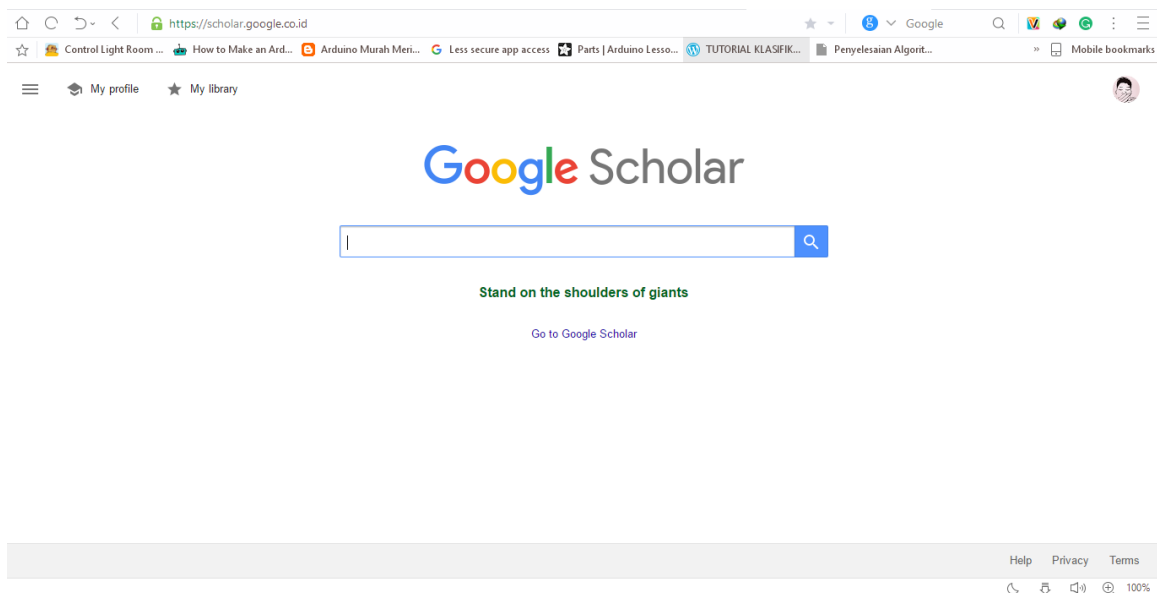 https://scholar.google.co.id
Google
Control Light Room ... How to Make an Ard... Arduino Murah Meri... Less secure app access Parts | Arduino Lesso... TUTORIAL KLASIFIK... Penyelesaian Algorit... » Mobile bookmarks
My profile My library
Google Scholar
Stand on the shoulders of giants
Go to Google Scholar
Help Privacy Terms
100%